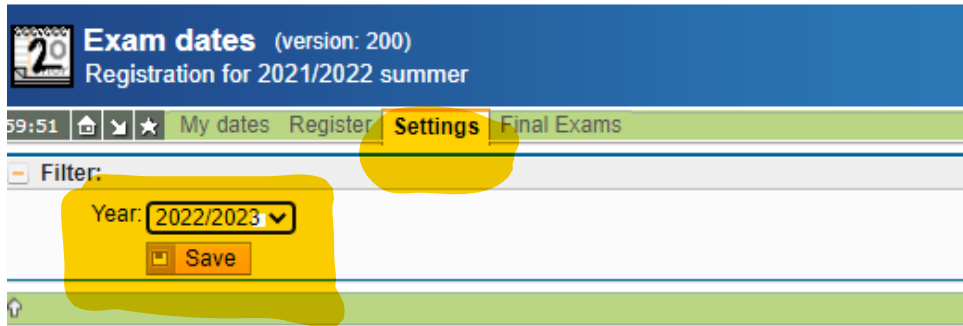 20
Exam dates (version: 200)
Registration for 2021/2022 summer
59:51 My dates Register Settings Final Exams
Filter:
Year: 2022/2023
Save